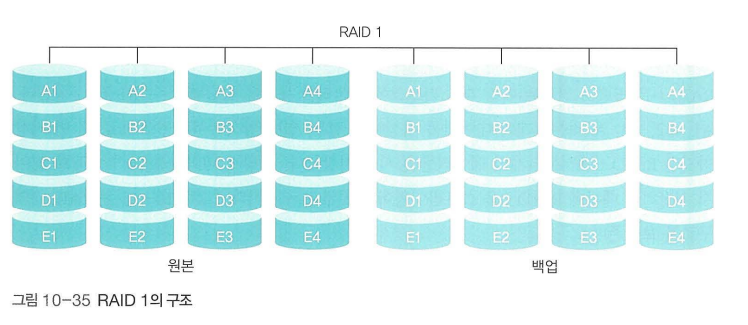 RAID 1
A1 A2 A3 A4 A1 A2 A3 A4
B1 B2 B3 B4 B1 B2 B3 B4
C1 C2 C3 C4 C1 C2 C3 C4
D1 D2 D3 D4 D1 D2 D3 D4
E1 E2 E3 E4 E1 E2 E3 E4
원본 백업
그림 10-35 RAID 1의 구조